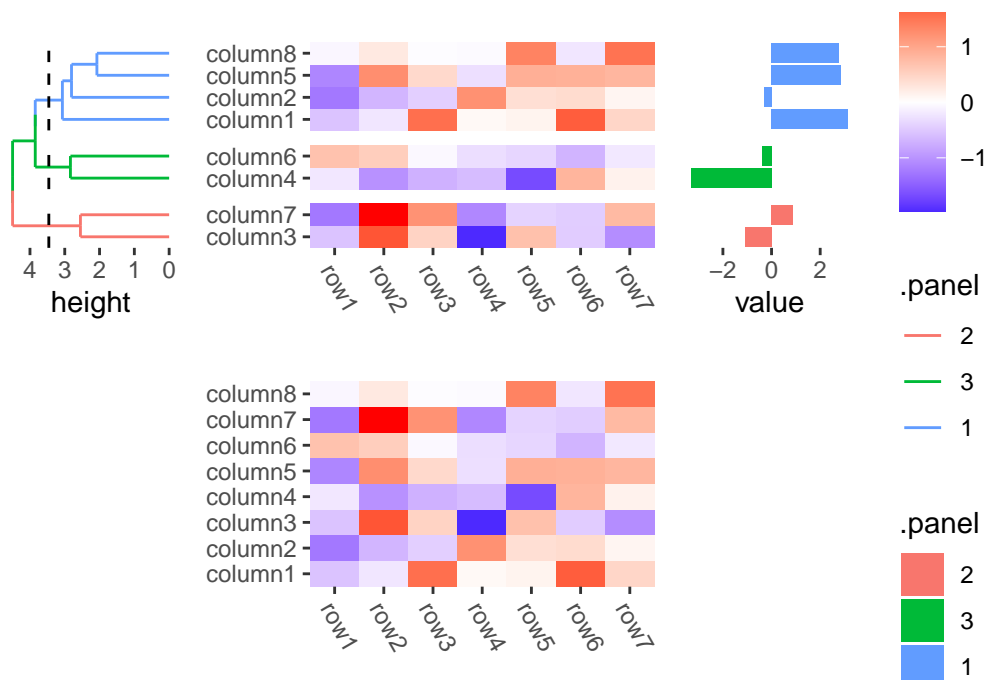 column8
column5
column2
column1
column6
column4
column7
column3
4 3 2 1 0
height
row1 row2 row3 row4 row5 row6 row7
−2 0 2
value
1
0
−1
.panel
2
3
1
column8
column7
column6
column5
column4
column3
column2
column1
row1 row2 row3 row4 row5 row6 row7
.panel
2
3
1